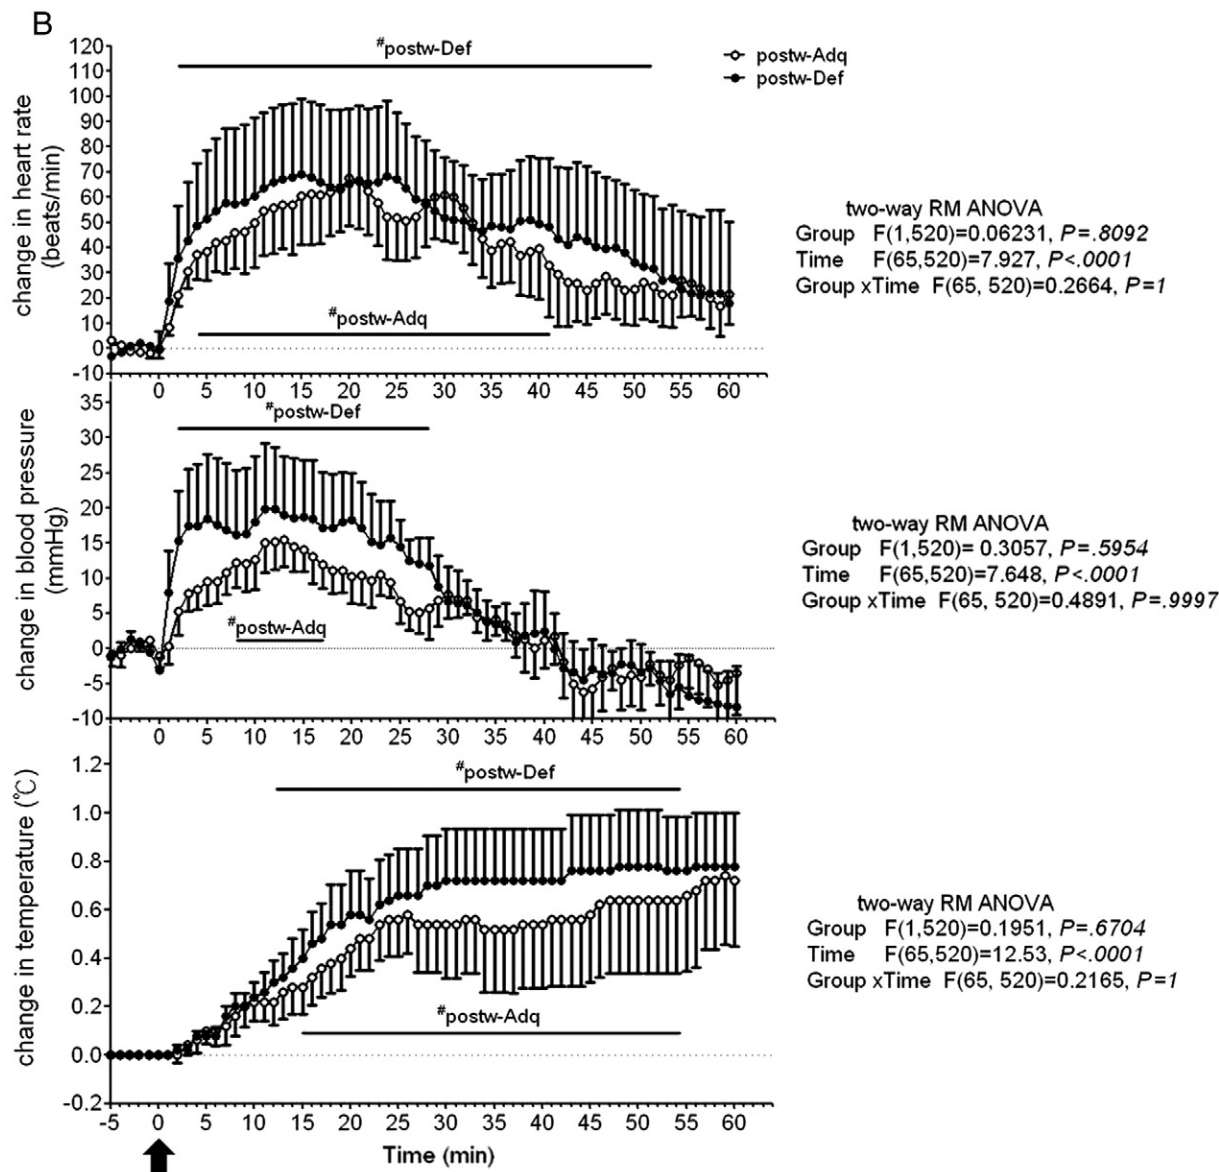 B
120
110
100
90
80
70
60
50
40
30
20
10
0
-10
change in heart rate
(beats/min)
#postw-Def
postw-Adq
postw-Def
#postw-Adq
0 5 10 15 20 25 30 35 40 45 50 55 60
two-way RM ANOVA
Group F(1,520)=0.06231, P=.8092
Time F(65,520)=7.927, P<.0001
Group xTime F(65, 520)=0.2664, P=1
35
30
25
20
15
10
5
0
-5
-10
change in blood pressure
(mmHg)
#postw-Def
#postw-Adq
0 5 10 15 20 25 30 35 40 45 50 55 60
two-way RM ANOVA
Group F(1,520)= 0.3057, P=.5954
Time F(65,520)=7.648, P<.0001
Group xTime F(65, 520)=0.4891, P=.9997
1.2
1.0
0.8
0.6
0.4
0.2
0.0
-0.2
change in temperature (℃)
#postw-Def
#postw-Adq
-5 0 5 10 15 20 25 30 35 40 45 50 55 60
Time (min)
two-way RM ANOVA
Group F(1,520)=0.1951, P=.6704
Time F(65,520)=12.53, P<.0001
Group xTime F(65, 520)=0.2165, P=1